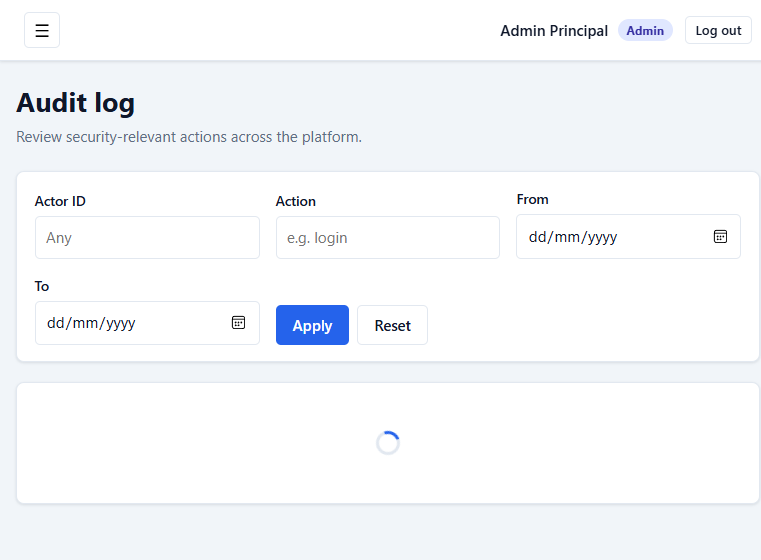 ☰ Admin Principal Admin Log out
Audit log
Review security-relevant actions across the platform.
Actor ID Action From
Any e.g. login dd/mm/yyyy
To
dd/mm/yyyy Apply Reset